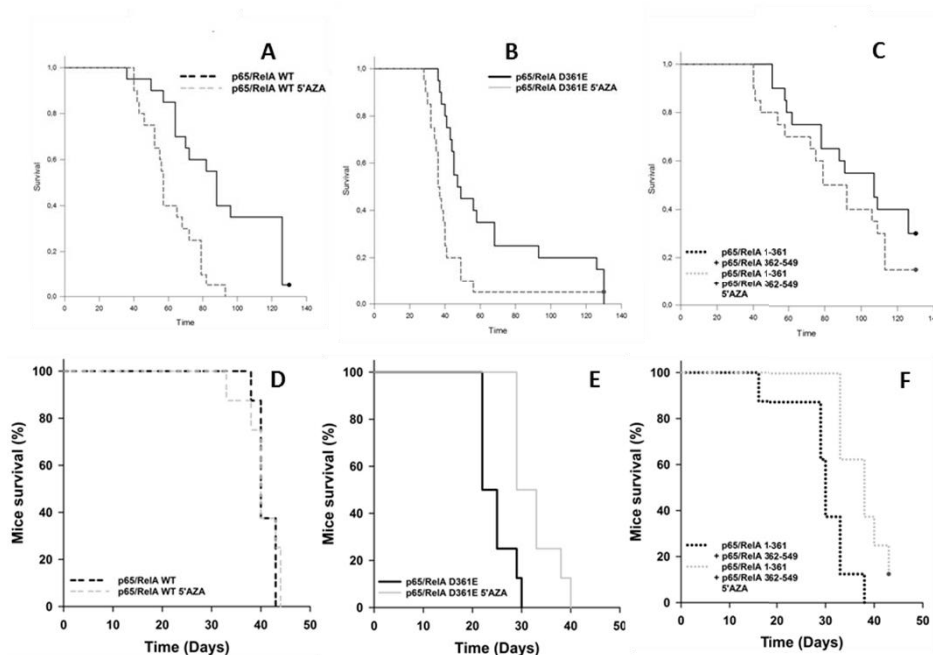 A
p65/RelA WT
p65/RelA WT 5'AZA
1,0
0,8
0,6
0,4
0,2
Survival
0 20 40 60 80 100 120 140
Time
B
p65/RelA D361E
p65/RelA D361E 5'AZA
1,0
0,8
0,6
0,4
0,2
0,0
Survival
0 20 40 60 80 100 120 140
Time
C
1,0
0,8
0,6
0,4
0,2
Survival
p65/RelA 1-361
+ p65/RelA 362-549
p65/RelA 1-361
+ p65/RelA 362-549
5'AZA
0 20 40 60 80 100 120 140
Time
D
100
80
60
40
20
0
Mice survival (%)
p65/RelA WT
p65/RelA WT 5'AZA
0 10 20 30 40 50
Time (Days)
E
100
80
60
40
20
0
Mice survival (%)
p65/RelA D361E
p65/RelA D361E 5'AZA
0 10 20 30 40 50
Time (Days)
F
100
80
60
40
20
0
Mice survival (%)
p65/RelA 1-361
+ p65/RelA 362-549
p65/RelA 1-361
+ p65/RelA 362-549
5'AZA
0 10 20 30 40 50
Time (Days)